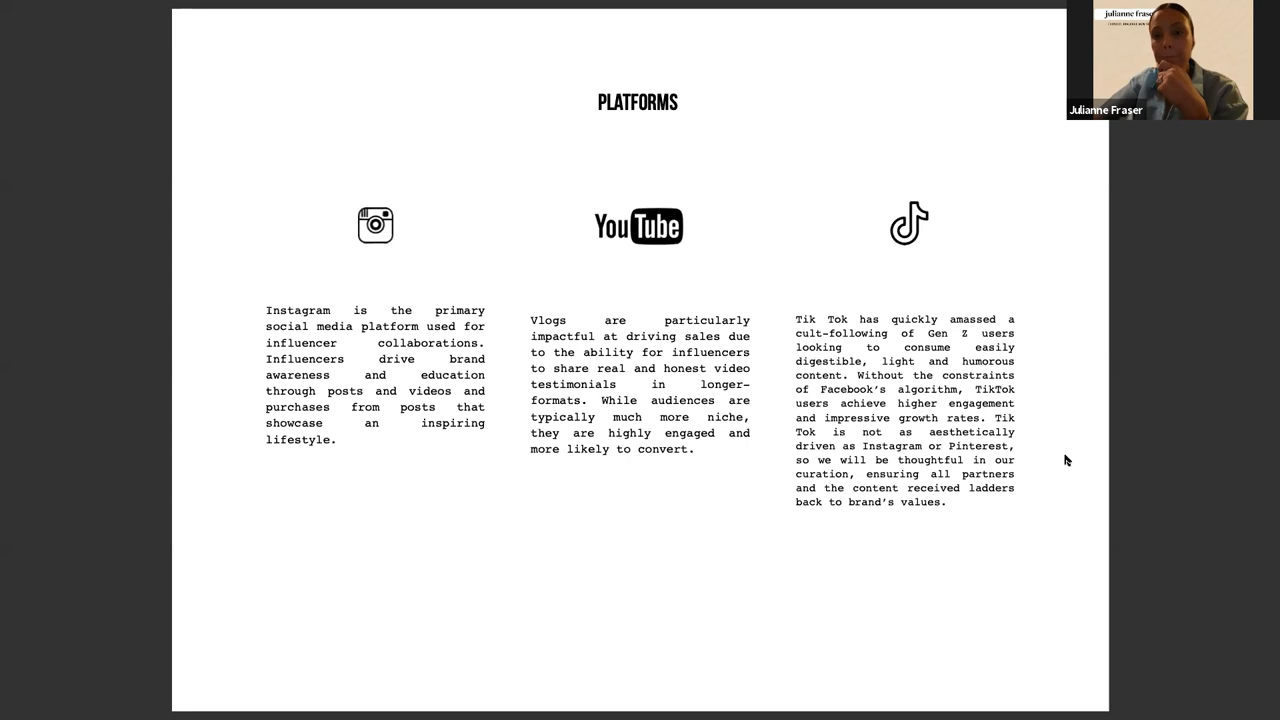 julianne fras
Julianne Fraser
PLATFORMS
YouTube
Instagram is the primary
social media platform used for
influencer collaborations.
Influencers drive brand
awareness and education
through posts and videos and
purchases from posts that
showcase an inspiring
lifestyle.
Vlogs are particularly
impactful at driving sales due
to the ability for influencers
to share real and honest video
testimonials in longer-
formats. While audiences are
typically much more niche,
they are highly engaged and
more likely to convert.
Tik Tok has quickly amassed a
cult-following of Gen Z users
looking to consume easily
digestible, light and humorous
content. Without the constraints
of Facebook's algorithm, TikTok
users achieve higher engagement
and impressive growth rates. Tik
Tok is not as aesthetically
driven as Instagram or Pinterest,
so we will be thoughtful in our
curation, ensuring all partners
and the content received ladders
back to brand's values.